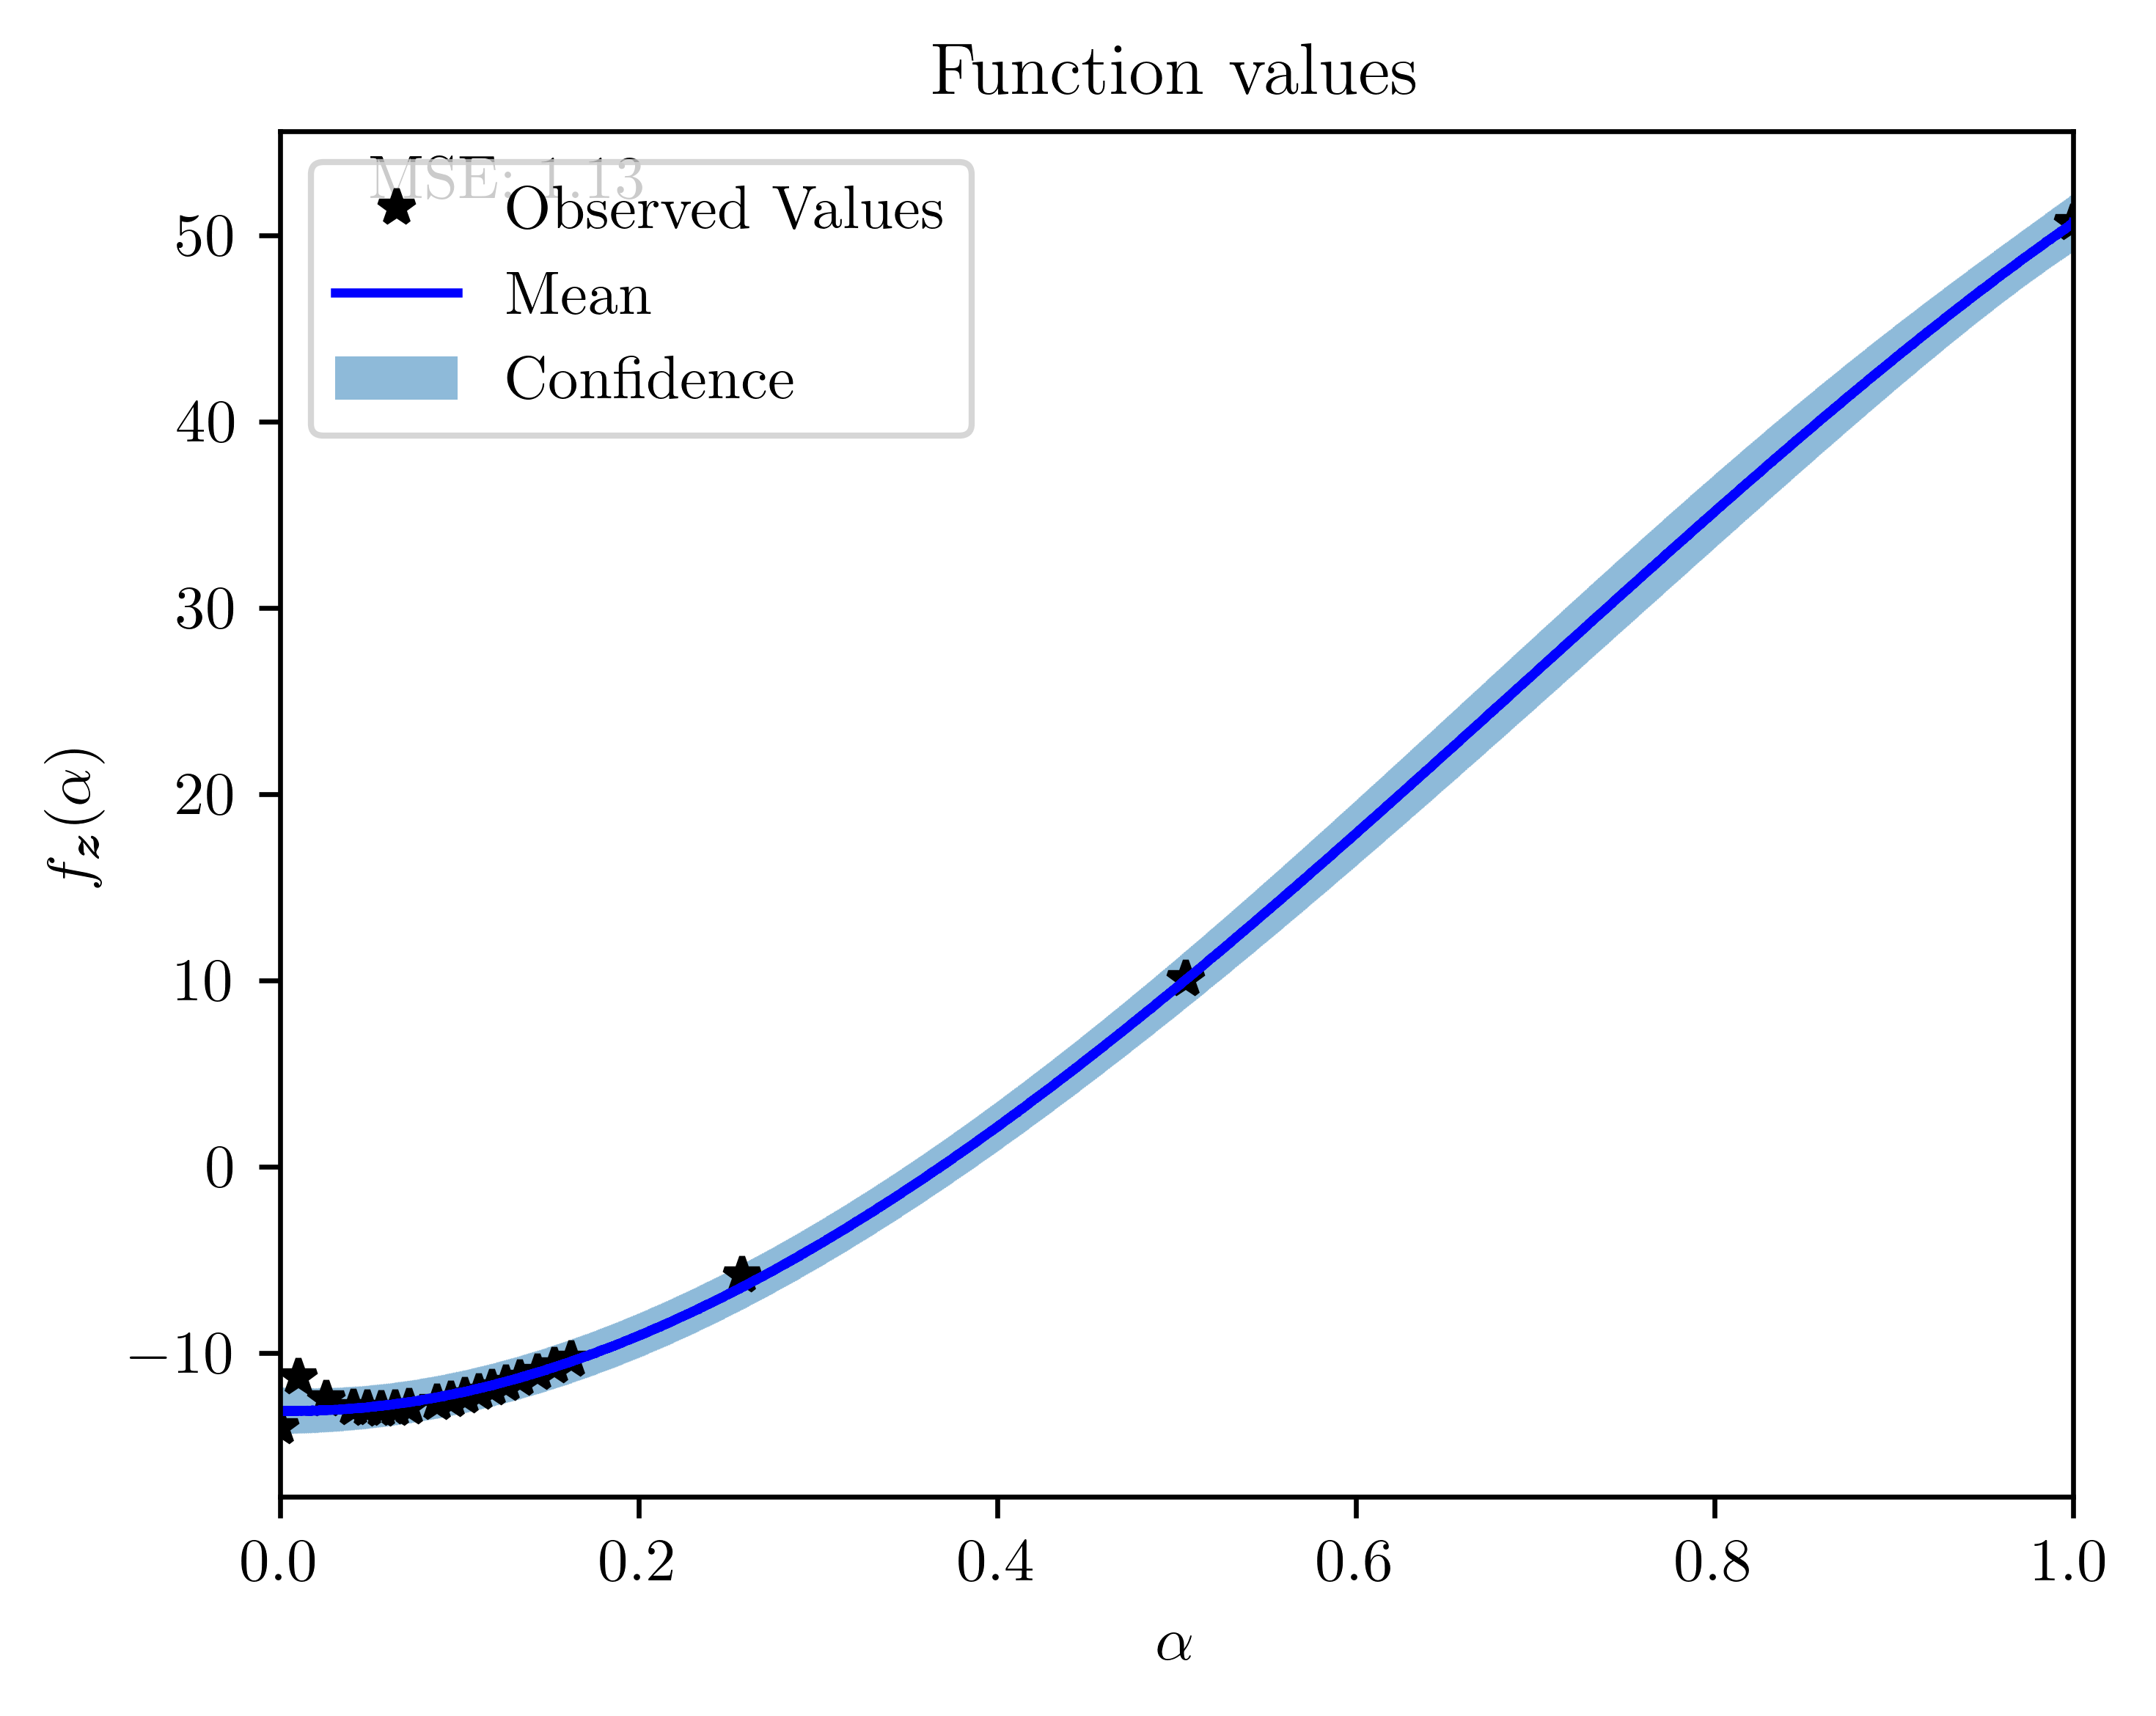 Function values
MSE: 1.13
Observed Values
Mean
Confidence
50
40
30
20
10
0
−10
f_z(α)
0.0 0.2 0.4 0.6 0.8 1.0
α